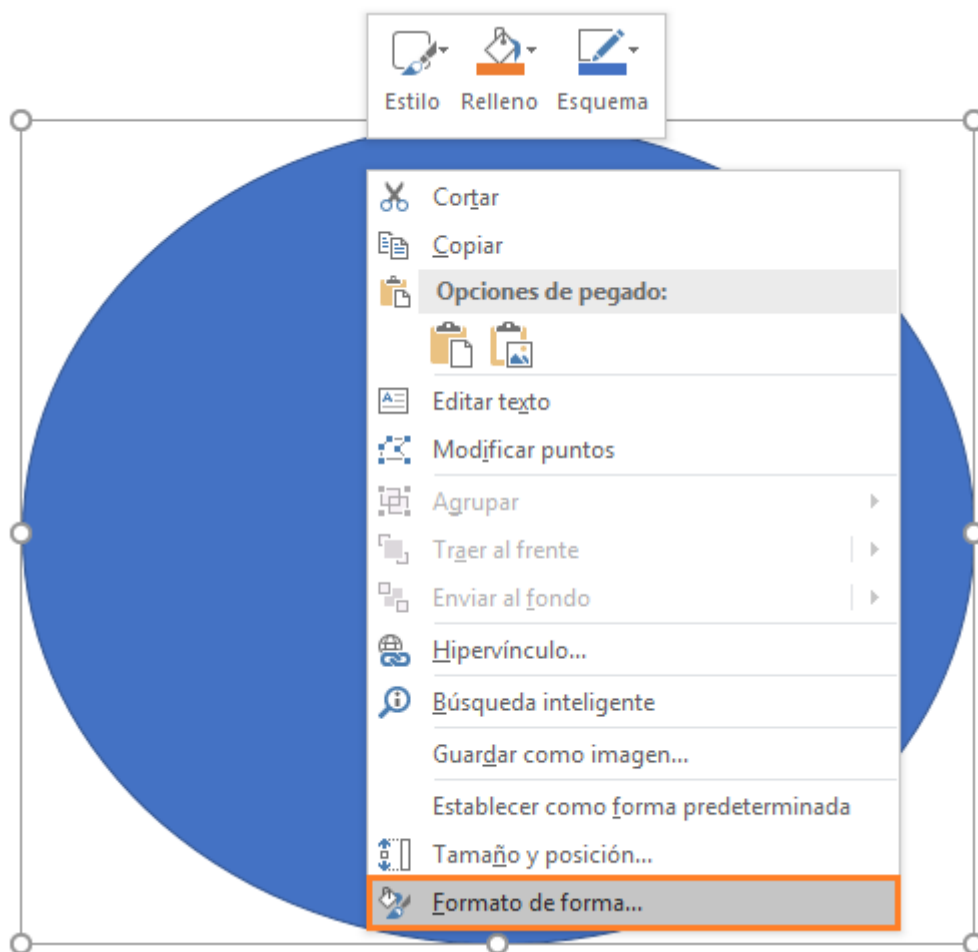 Estilo Relleno Esquema
Cortar
Copiar
Opciones de pegado:
Editar texto
Modificar puntos
Agrupar
Traer al frente
Enviar al fondo
Hipervínculo...
Búsqueda inteligente
Guardar como imagen...
Establecer como forma predeterminada
Tamaño y posición...
Formato de forma...